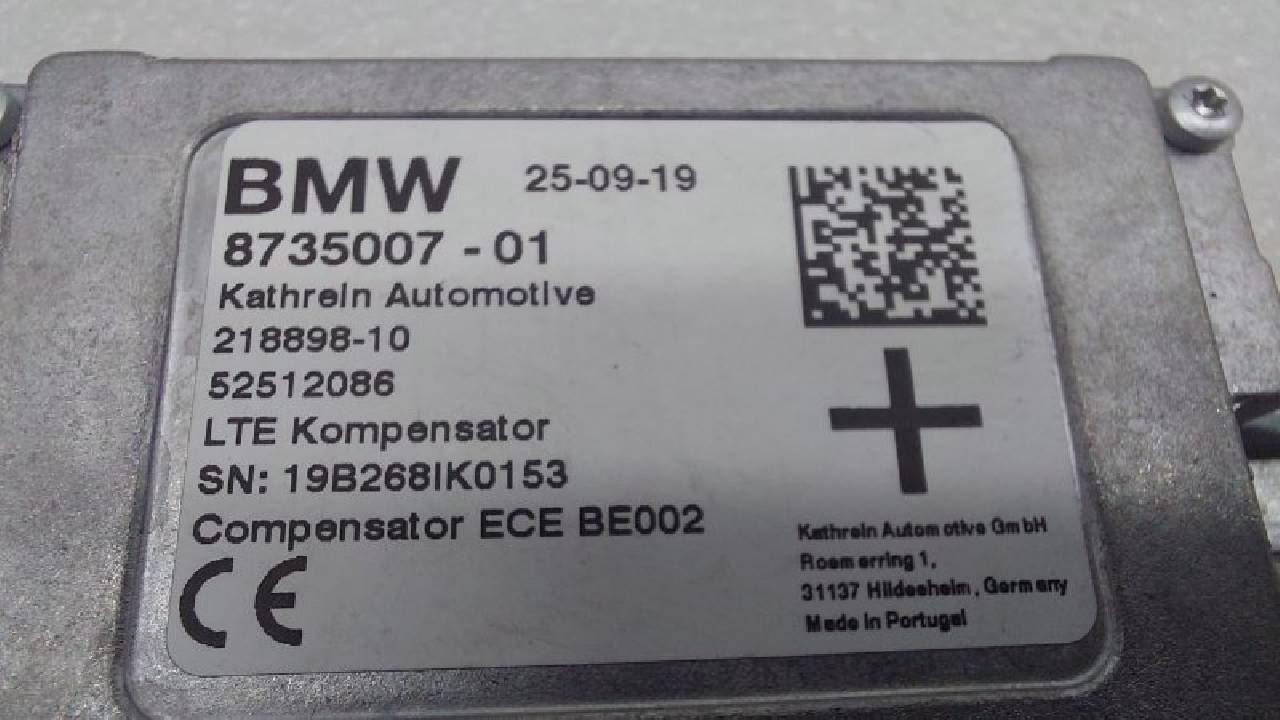 BMW 25-09-19
8735007 - 01
Kathrein Automotive
218898-10
52512086
LTE Kompensator
SN: 19B268IK0153
Compensator ECE BE002
CE
Kathrein Automotive GmbH
Roemerring 1,
31137 Hildesheim, Germany
Made in Portugal